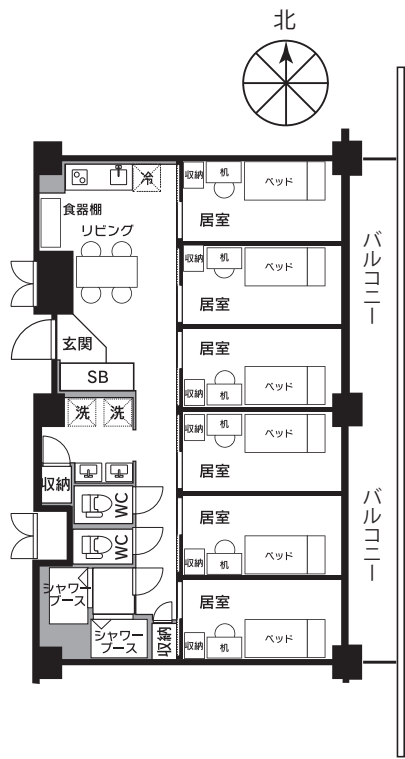 北
冷
食器棚
リビング
収納
机
ベッド
居室
収納
机
ベッド
居室
バルコニー
玄関
SB
居室
収納
机
ベッド
洗
洗
収納
机
ベッド
居室
収納
WC
WC
居室
収納
机
ベッド
バルコニー
シャワー
ブース
シャワー
ブース
収納
居室
収納
机
ベッド